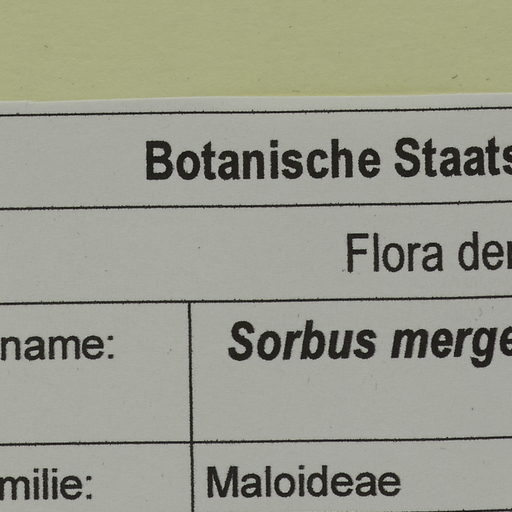 Botanische Staats
Flora der
name: Sorbus merge
milie: Maloideae